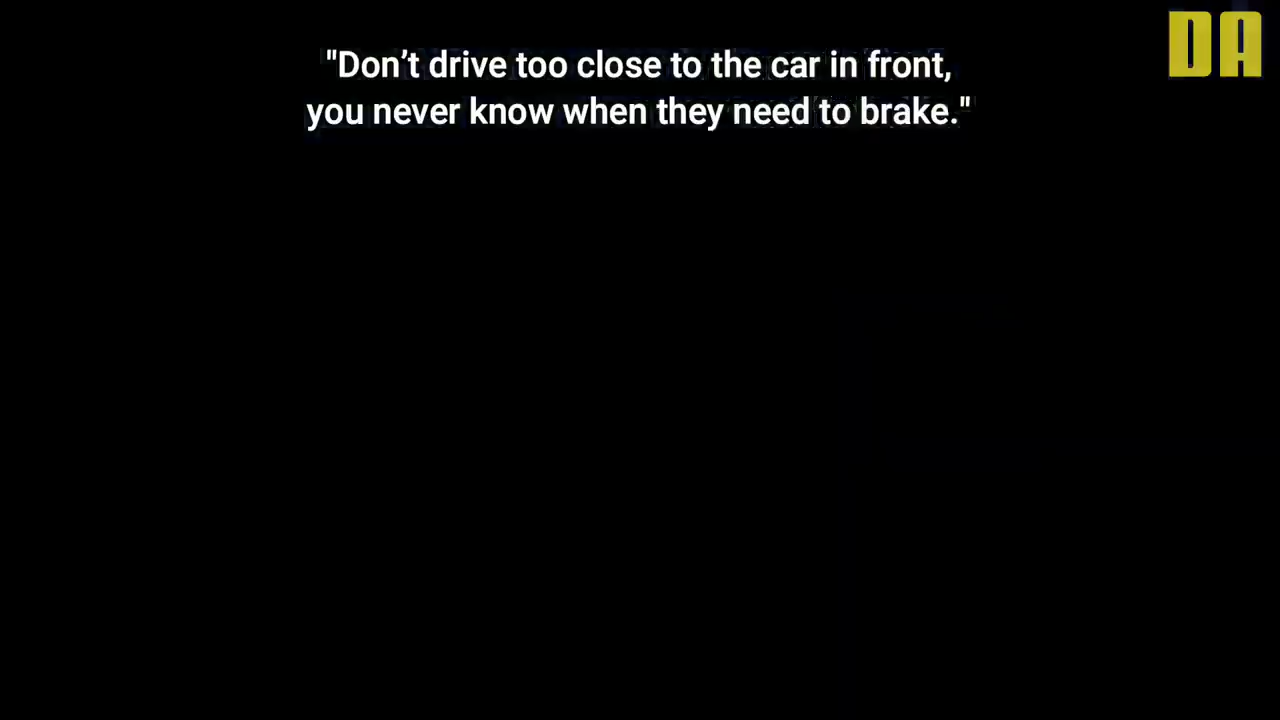 "Don’t drive too close to the car in front,
you never know when they need to brake."
DA